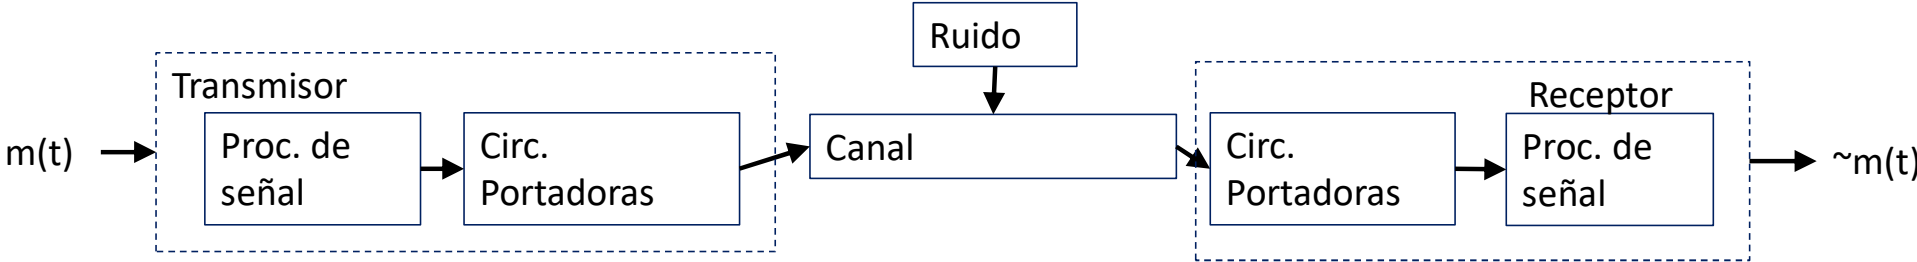 Ruido
Transmisor
Receptor
m(t)
Proc. de
señal
Circ.
Portadoras
Canal
Circ.
Portadoras
Proc. de
señal
~m(t)